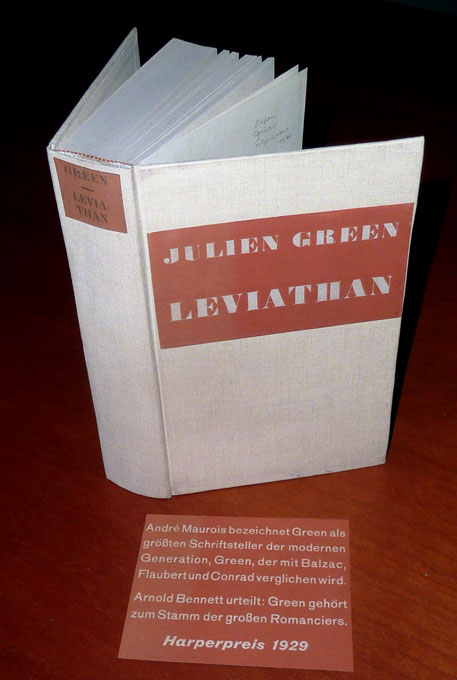 GREEN
LEVIA-
THAN
JULIEN GREEN
LEVIATHAN
André Maurois bezeichnet Green als
größten Schriftsteller der modernen
Generation, Green, der mit Balzac,
Flaubert und Conrad verglichen wird.
Arnold Bennett urteilt: Green gehört
zum Stamm der großen Romanciers.
Harperpreis 1929